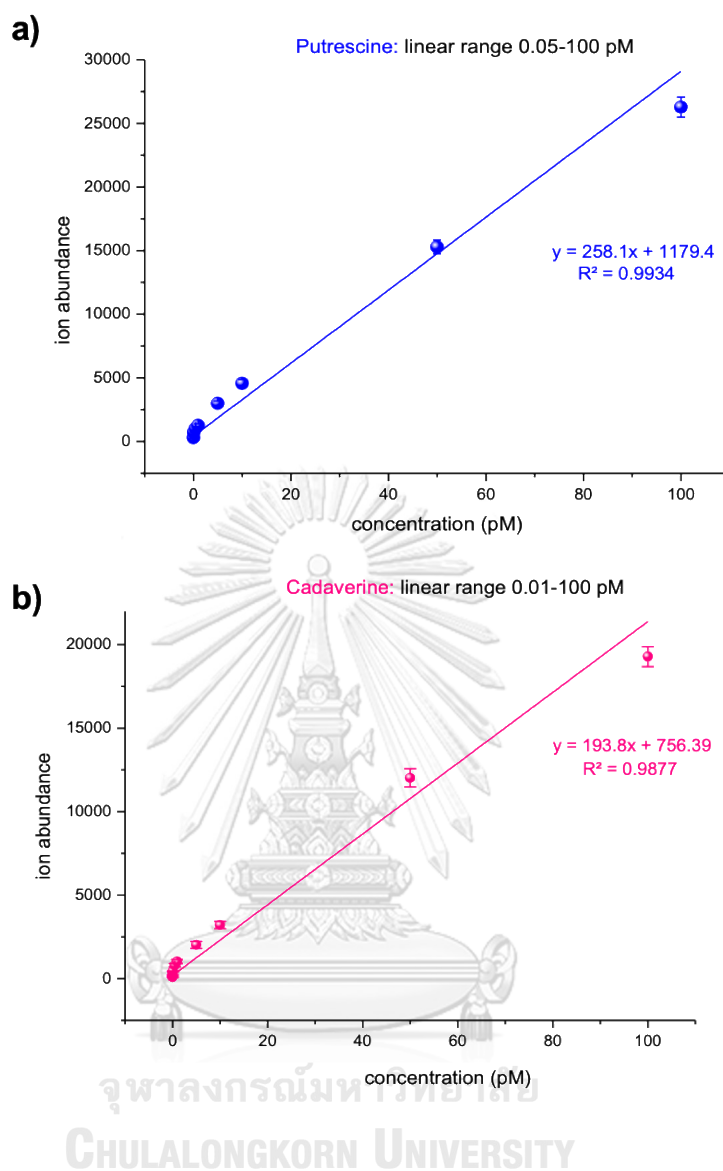 a)
Putrescine: linear range 0.05-100 pM
30000
25000
20000
15000
10000
5000
0
ion abundance
y = 258.1x + 1179.4
R² = 0.9934
0 20 40 60 80 100
concentration (pM)
b)
Cadaverine: linear range 0.01-100 pM
20000
15000
10000
5000
0
ion abundance
y = 193.8x + 756.39
R² = 0.9877
0 20 40 60 80 100
concentration (pM)
จุฬาลงกรณ์มหาวิทยาลัย
CHULALONGKORN UNIVERSITY